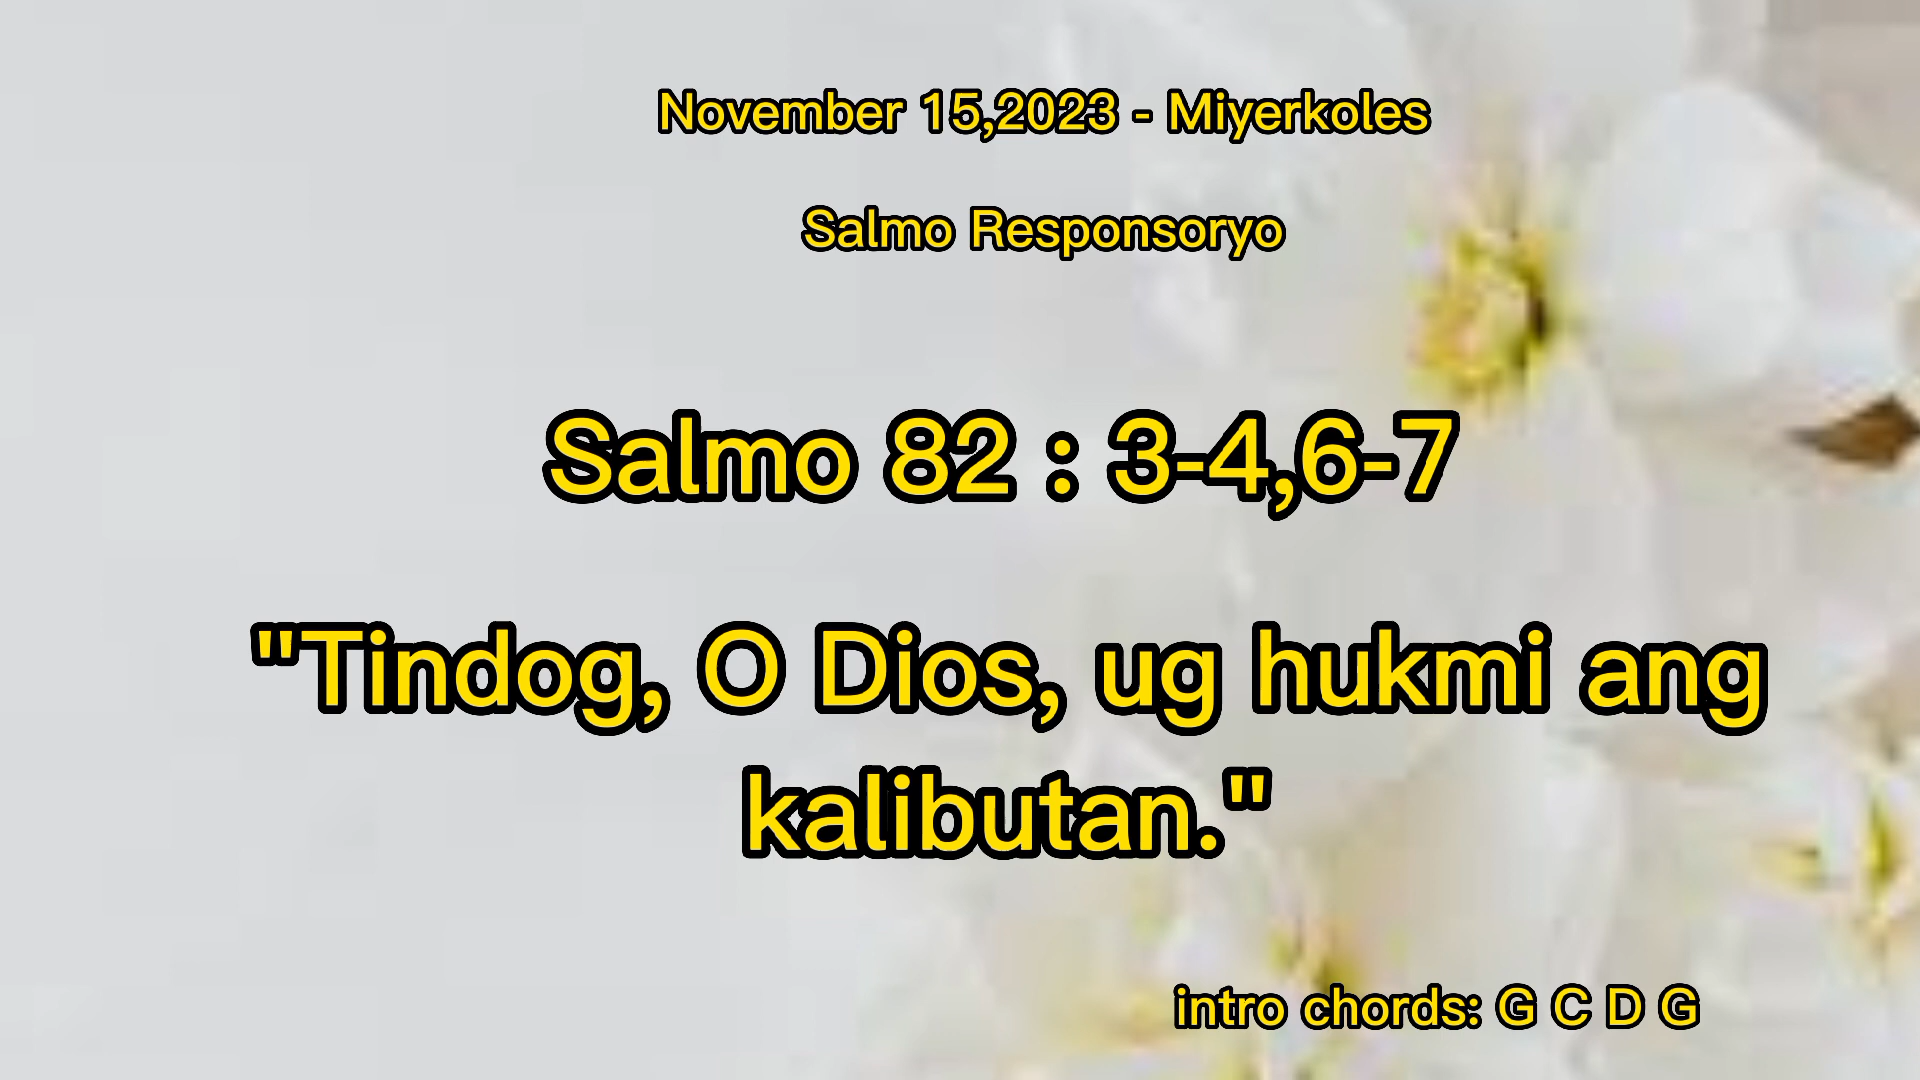 November 15,2023 - Miyerkoles
Salmo Responsoryo
Salmo 82 : 3-4,6-7
"Tindog, O Dios, ug hukmi ang
kalibutan."
intro chords: G C D G